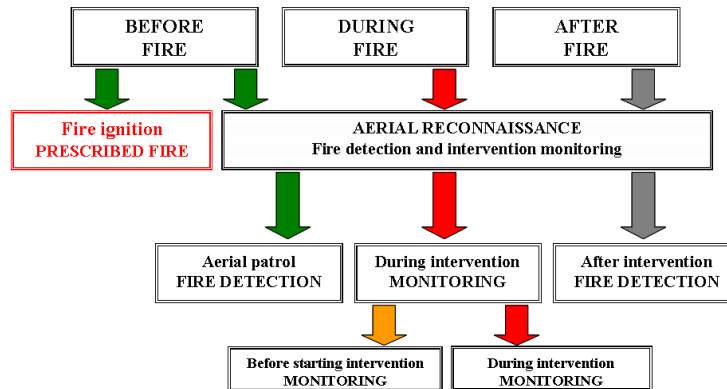 BEFORE
FIRE
DURING
FIRE
AFTER
FIRE
Fire ignition
PRESCRIBED FIRE
AERIAL RECONNAISSANCE
Fire detection and intervention monitoring
Aerial patrol
FIRE DETECTION
During intervention
MONITORING
After intervention
FIRE DETECTION
Before starting intervention
MONITORING
During intervention
MONITORING